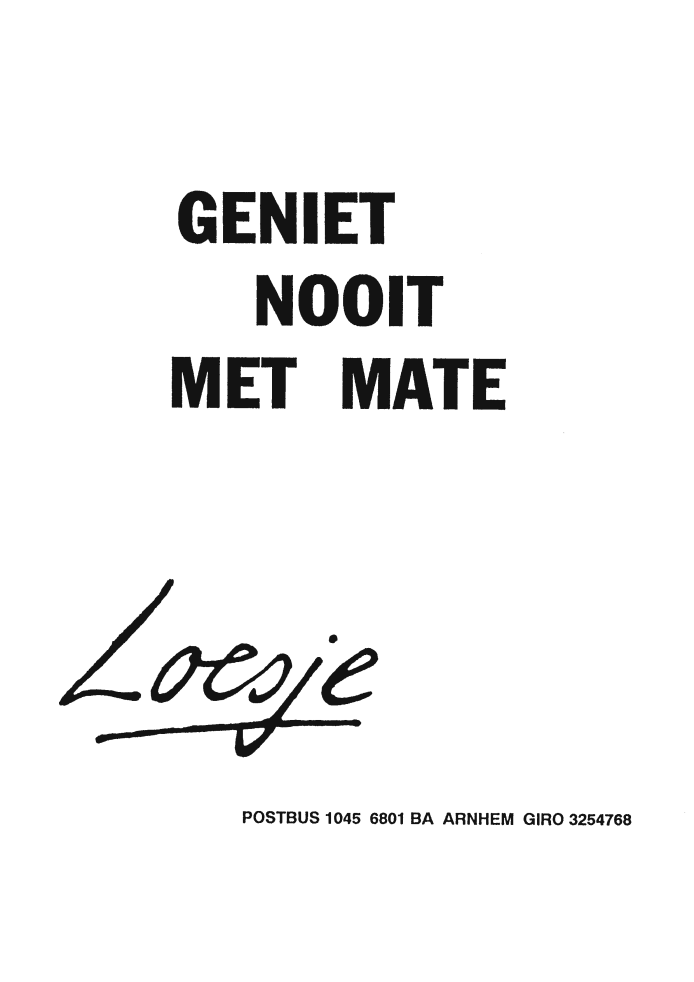 GENIET
NOOIT
MET MATE
Loesje
POSTBUS 1045 6801 BA ARNHEM GIRO 3254768